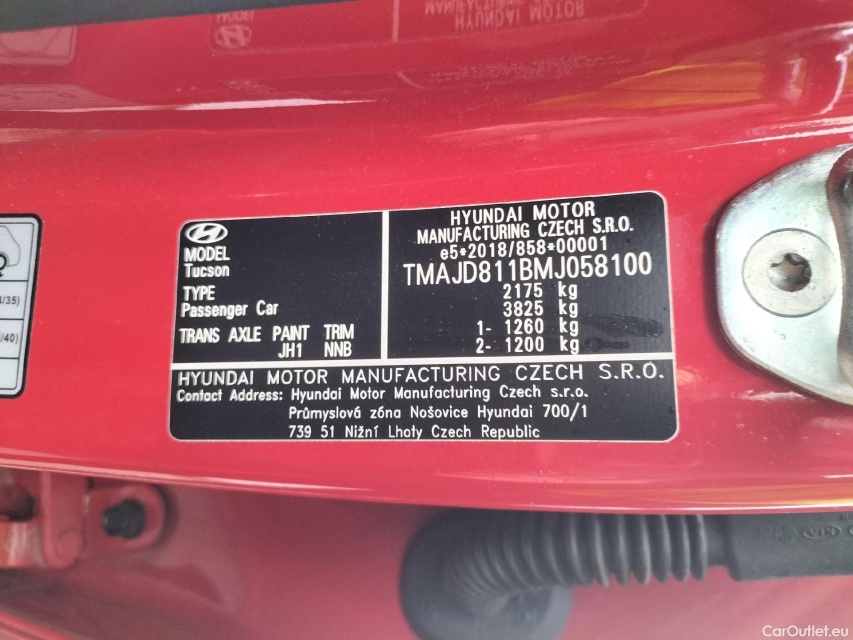 MODEL
Tucson
TYPE
Passenger Car
TRANS AXLE PAINT TRIM
JH1 NNB
HYUNDAI MOTOR
MANUFACTURING CZECH S.R.O.
e5*2018/858*00001
TMAJD811BMJ058100
2175 kg
3825 kg
1- 1260 kg
2- 1200 kg
HYUNDAI MOTOR MANUFACTURING CZECH S.R.O.
Contact Address: Hyundai Motor Manufacturing Czech s.r.o.
Průmyslová zóna Nošovice Hyundai 700/1
739 51 Nižní Lhoty Czech Republic
/35)
/40)
CarOutlet.eu